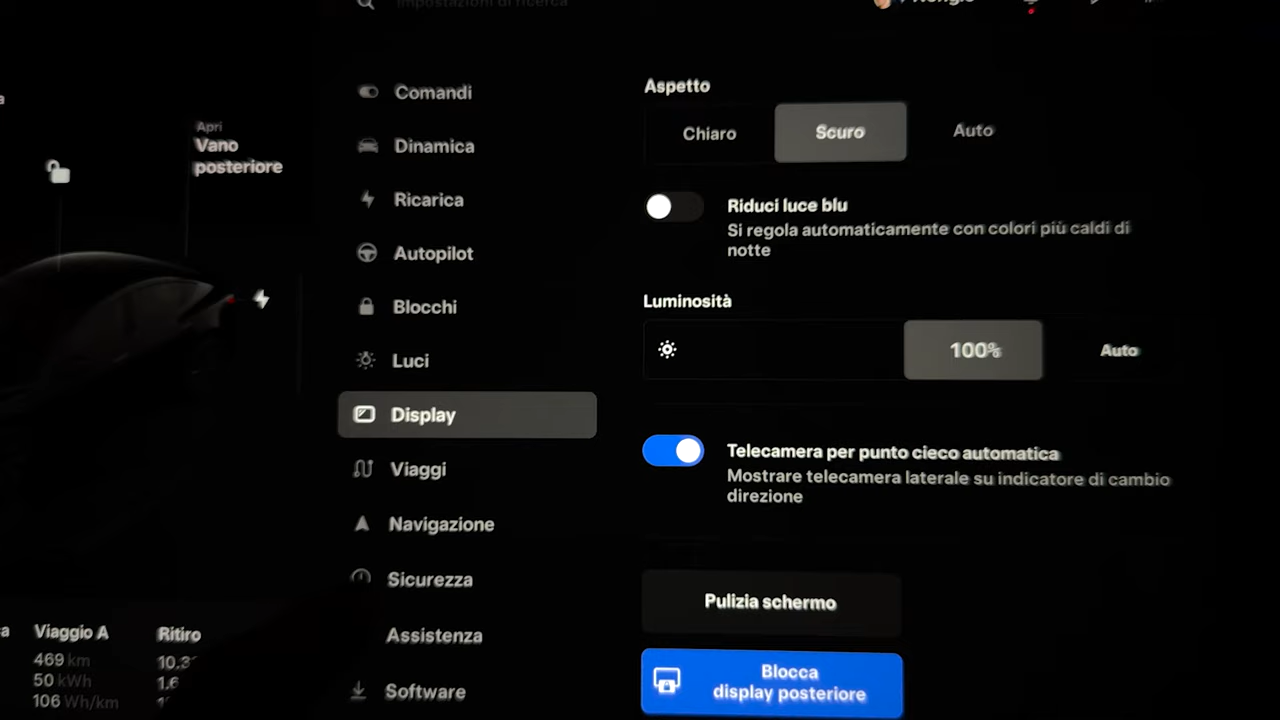 Impostazioni di ricerca
Apri
Vano
posteriore
Viaggio A
469 km
50 kWh
106 Wh/km
Ritiro
Comandi
Dinamica
Ricarica
Autopilot
Blocchi
Luci
Display
Viaggi
Navigazione
Sicurezza
Assistenza
Software
Aspetto
Chiaro
Scuro
Auto
Riduci luce blu
Si regola automaticamente con colori più caldi di
notte
Luminosità
100%
Auto
Telecamera per punto cieco automatica
Mostrare telecamera laterale su indicatore di cambio
direzione
Pulizia schermo
Blocca
display posteriore